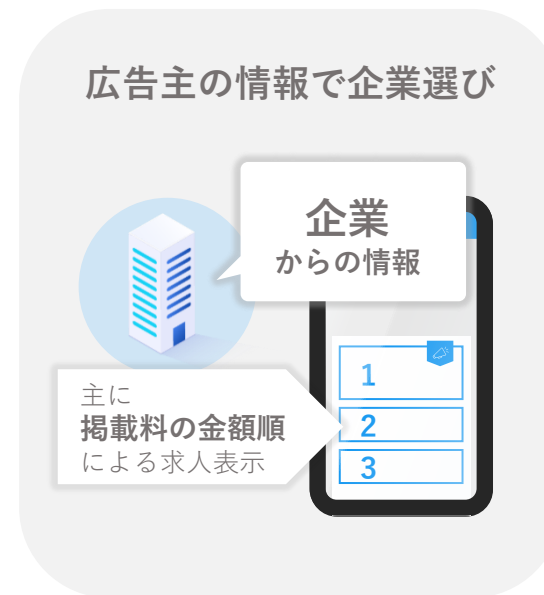 広告主の情報で企業選び
企業
からの情報
主に
掲載料の金額順
による求人表示
1
2
3